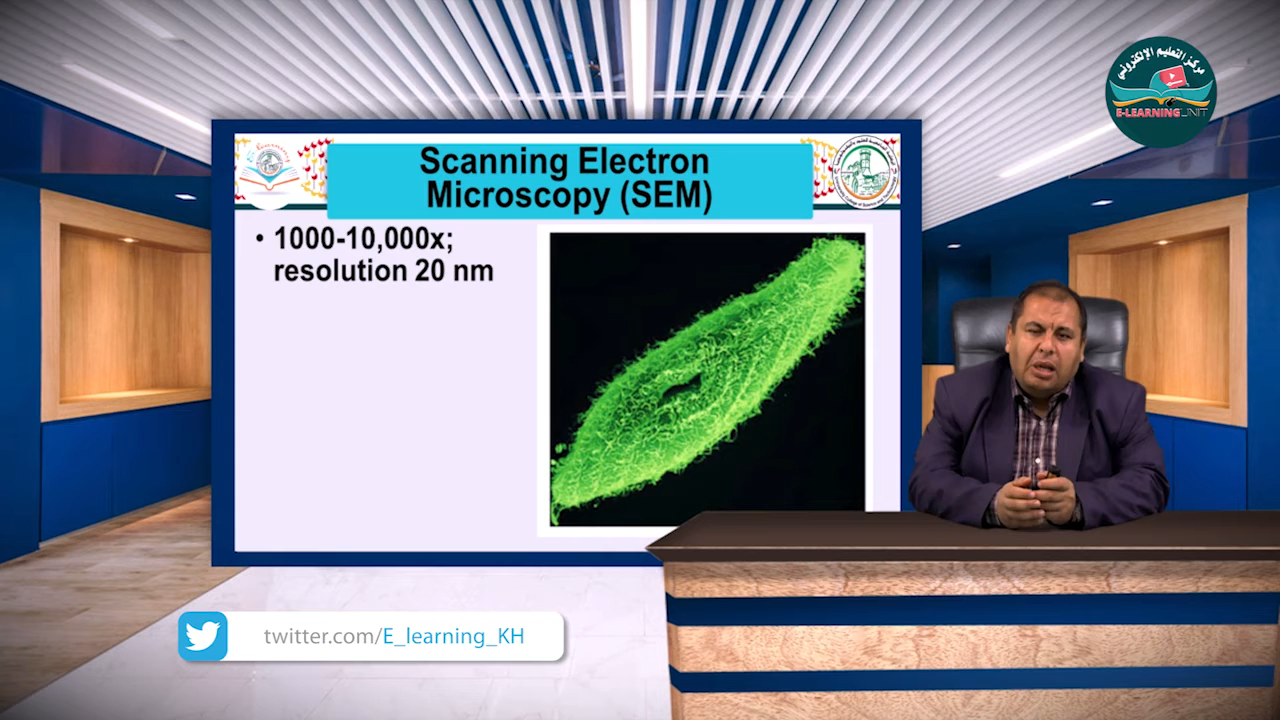 مركز التعليم الإلكتروني
E-LEARNING UNIT
Scanning Electron
Microscopy (SEM)
• 1000-10,000x;
resolution 20 nm
twitter.com/E_learning_KH